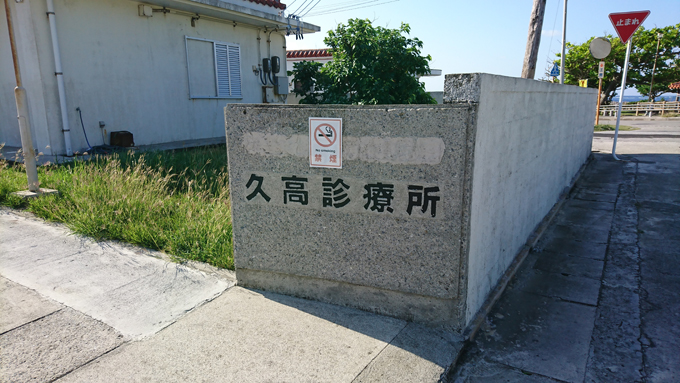 止まれ
No smoking
禁煙
久高診療所